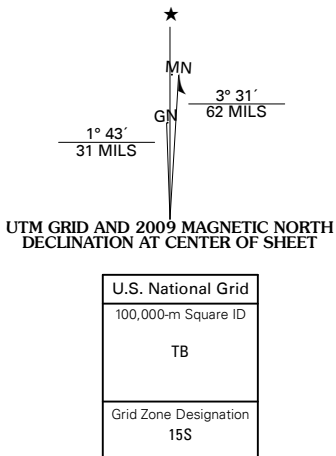 MN
3° 31´
62 MILS
GN
1° 43´
31 MILS
UTM GRID AND 2009 MAGNETIC NORTH
DECLINATION AT CENTER OF SHEET
U.S. National Grid
100,000-m Square ID
TB
Grid Zone Designation
15S